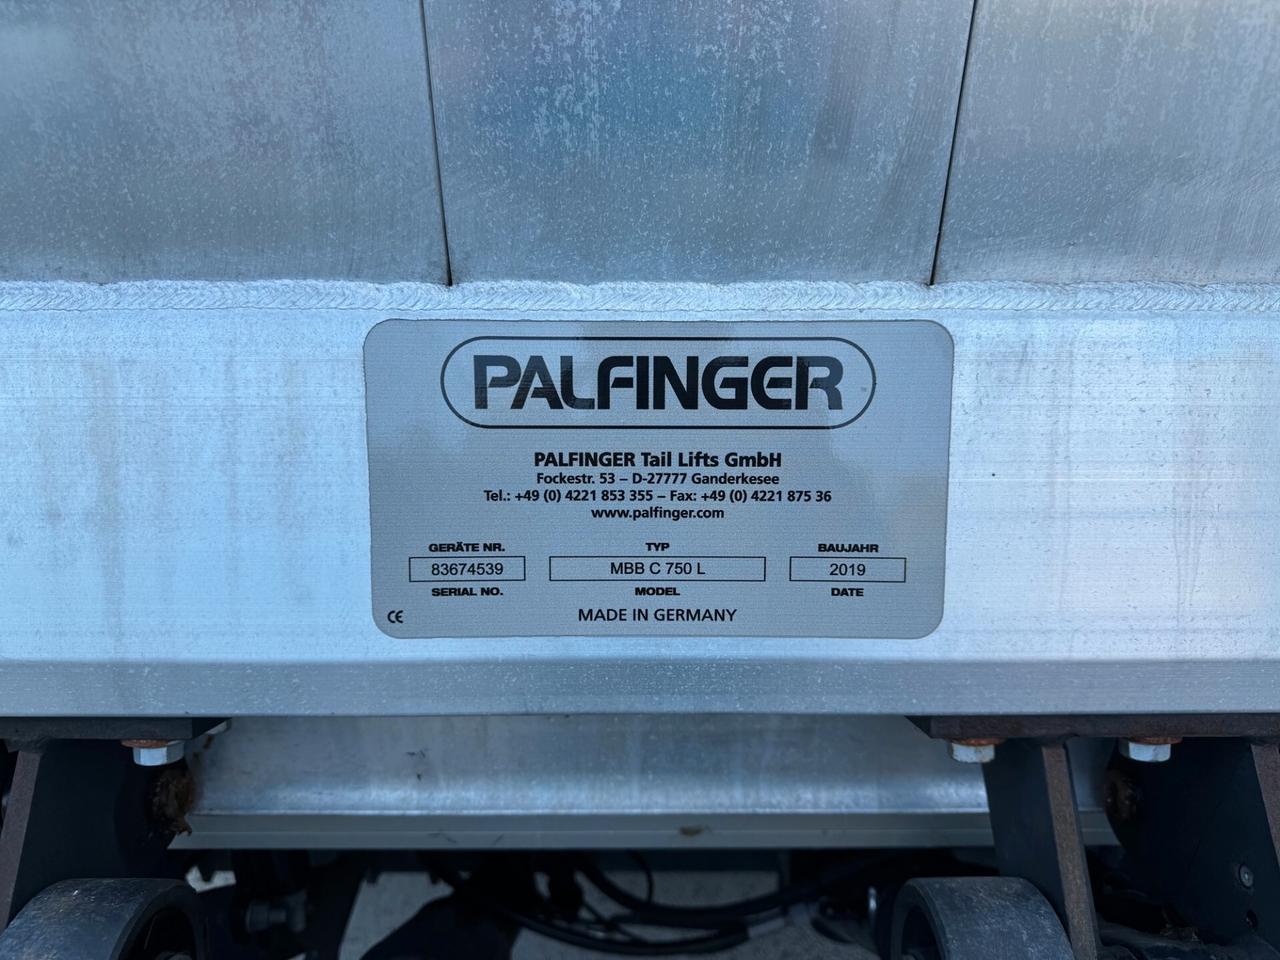 PALFINGER
PALFINGER Tail Lifts GmbH
Fockestr. 53 – D-27777 Ganderkesee
Tel.: +49 (0) 4221 853 355 – Fax: +49 (0) 4221 875 36
www.palfinger.com
GERÄTE NR. TYP BAUJAHR
83674539 MBB C 750 L 2019
SERIAL NO. MODEL DATE
CE MADE IN GERMANY